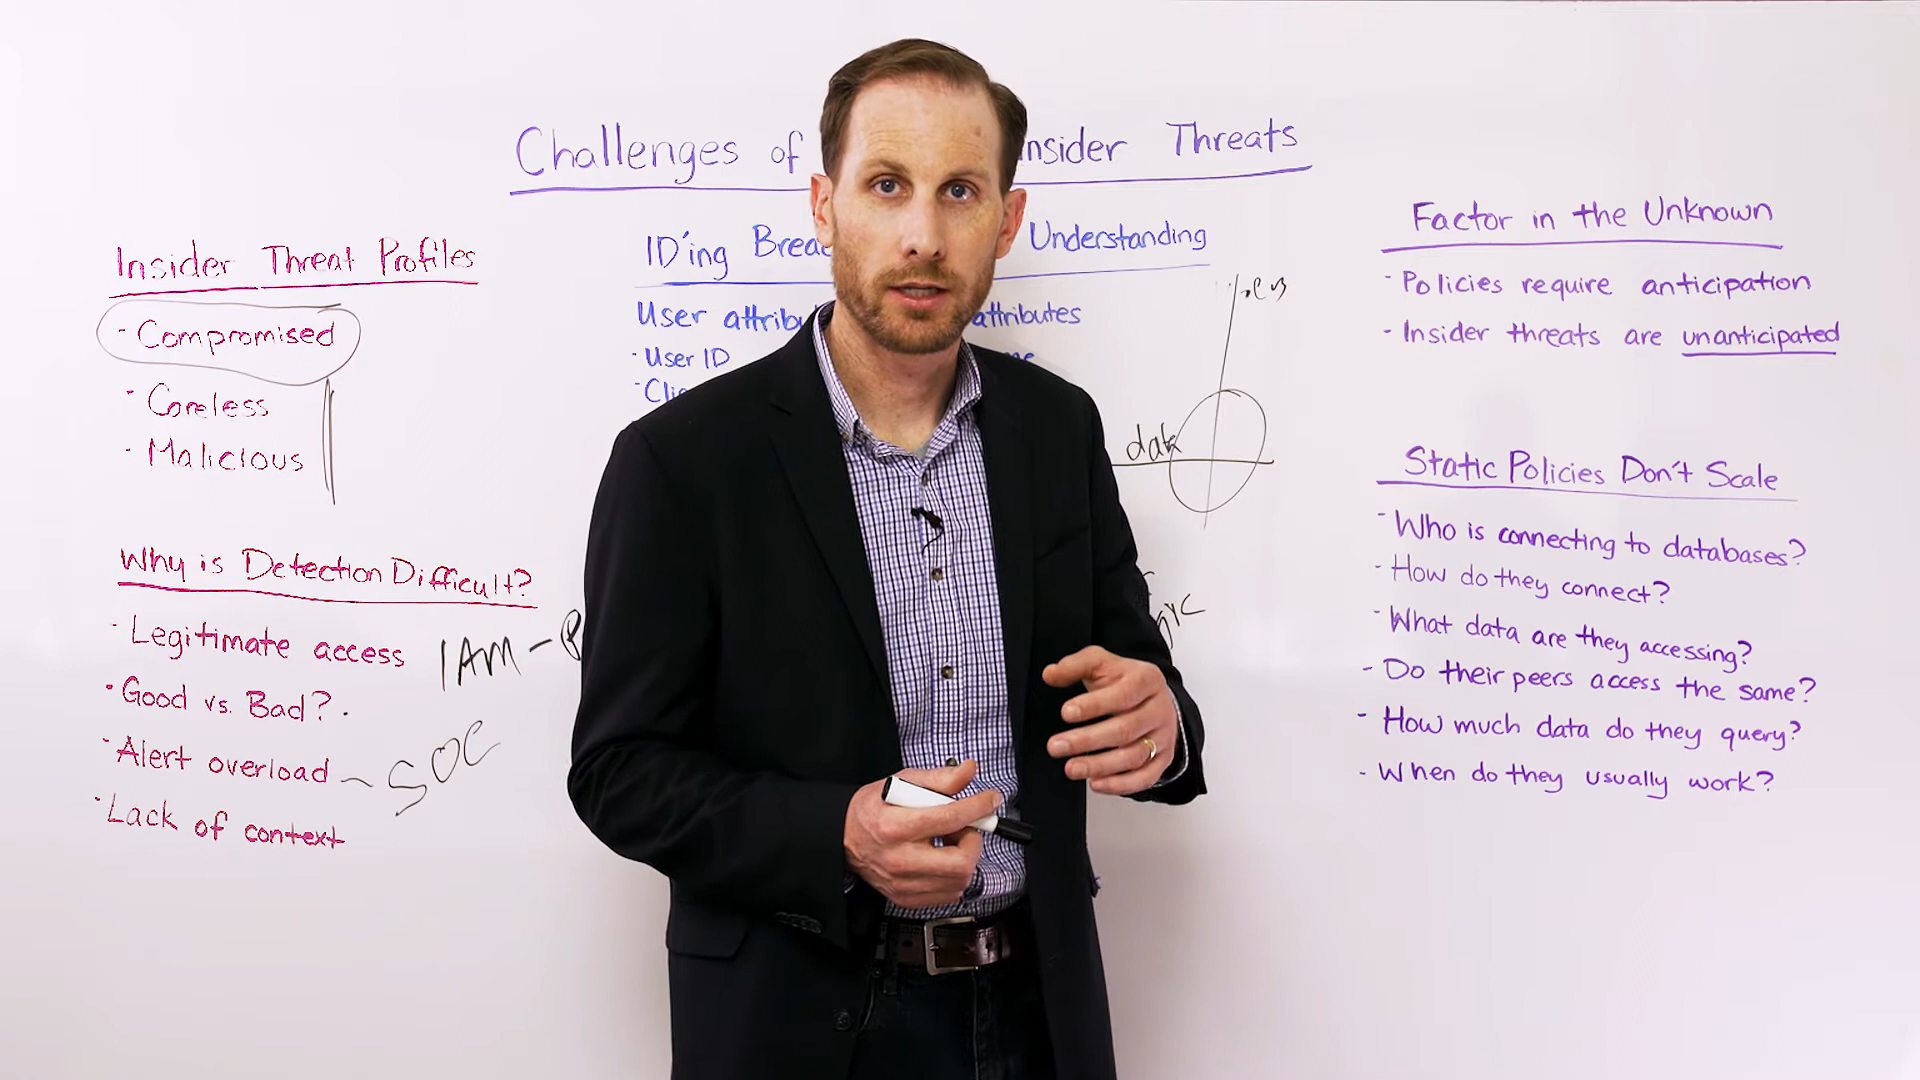 Challenges of nsider Threats
Insider Threat Profiles
- Compromised
- Careless
- Malicious
Why is Detection Difficult?
- Legitimate access IAM -
- Good vs. Bad?
- Alert overload - SOC
- Lack of context
ID'ing Understanding
User attributes
- User ID
data
Factor in the Unknown
- Policies require anticipation
- Insider threats are unanticipated
Static Policies Don't Scale
- Who is connecting to databases?
- How do they connect?
- What data are they accessing?
- Do their peers access the same?
- How much data do they query?
- When do they usually work?